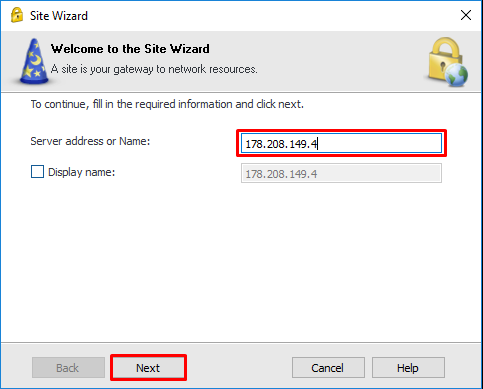 Site Wizard
Welcome to the Site Wizard
A site is your gateway to network resources.
To continue, fill in the required information and click next.
Server address or Name:
178.208.149.4
Display name:
178.208.149.4
Back
Next
Cancel
Help